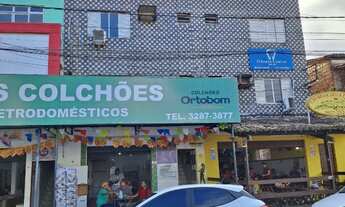 S COLCHÕES
ETRODOMÉSTICOS
COLCHÕES
Ortobom
TEL. 3287-3877